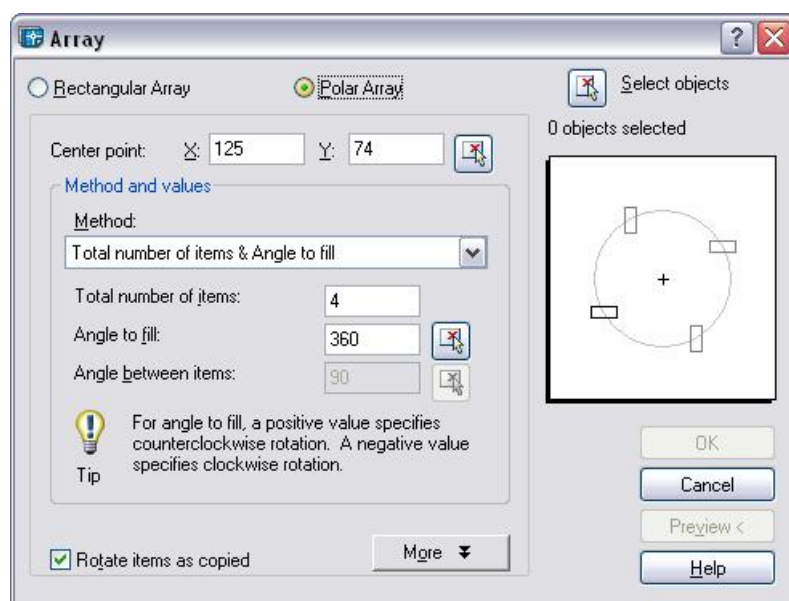 Array
Rectangular Array
Polar Array
Select objects
0 objects selected
Center point: X: 125 Y: 74
Method and values
Method:
Total number of items & Angle to fill
Total number of items: 4
Angle to fill: 360
Angle between items: 90
For angle to fill, a positive value specifies
counterclockwise rotation. A negative value
specifies clockwise rotation.
Tip
Rotate items as copied
More
OK
Cancel
Preview <
Help